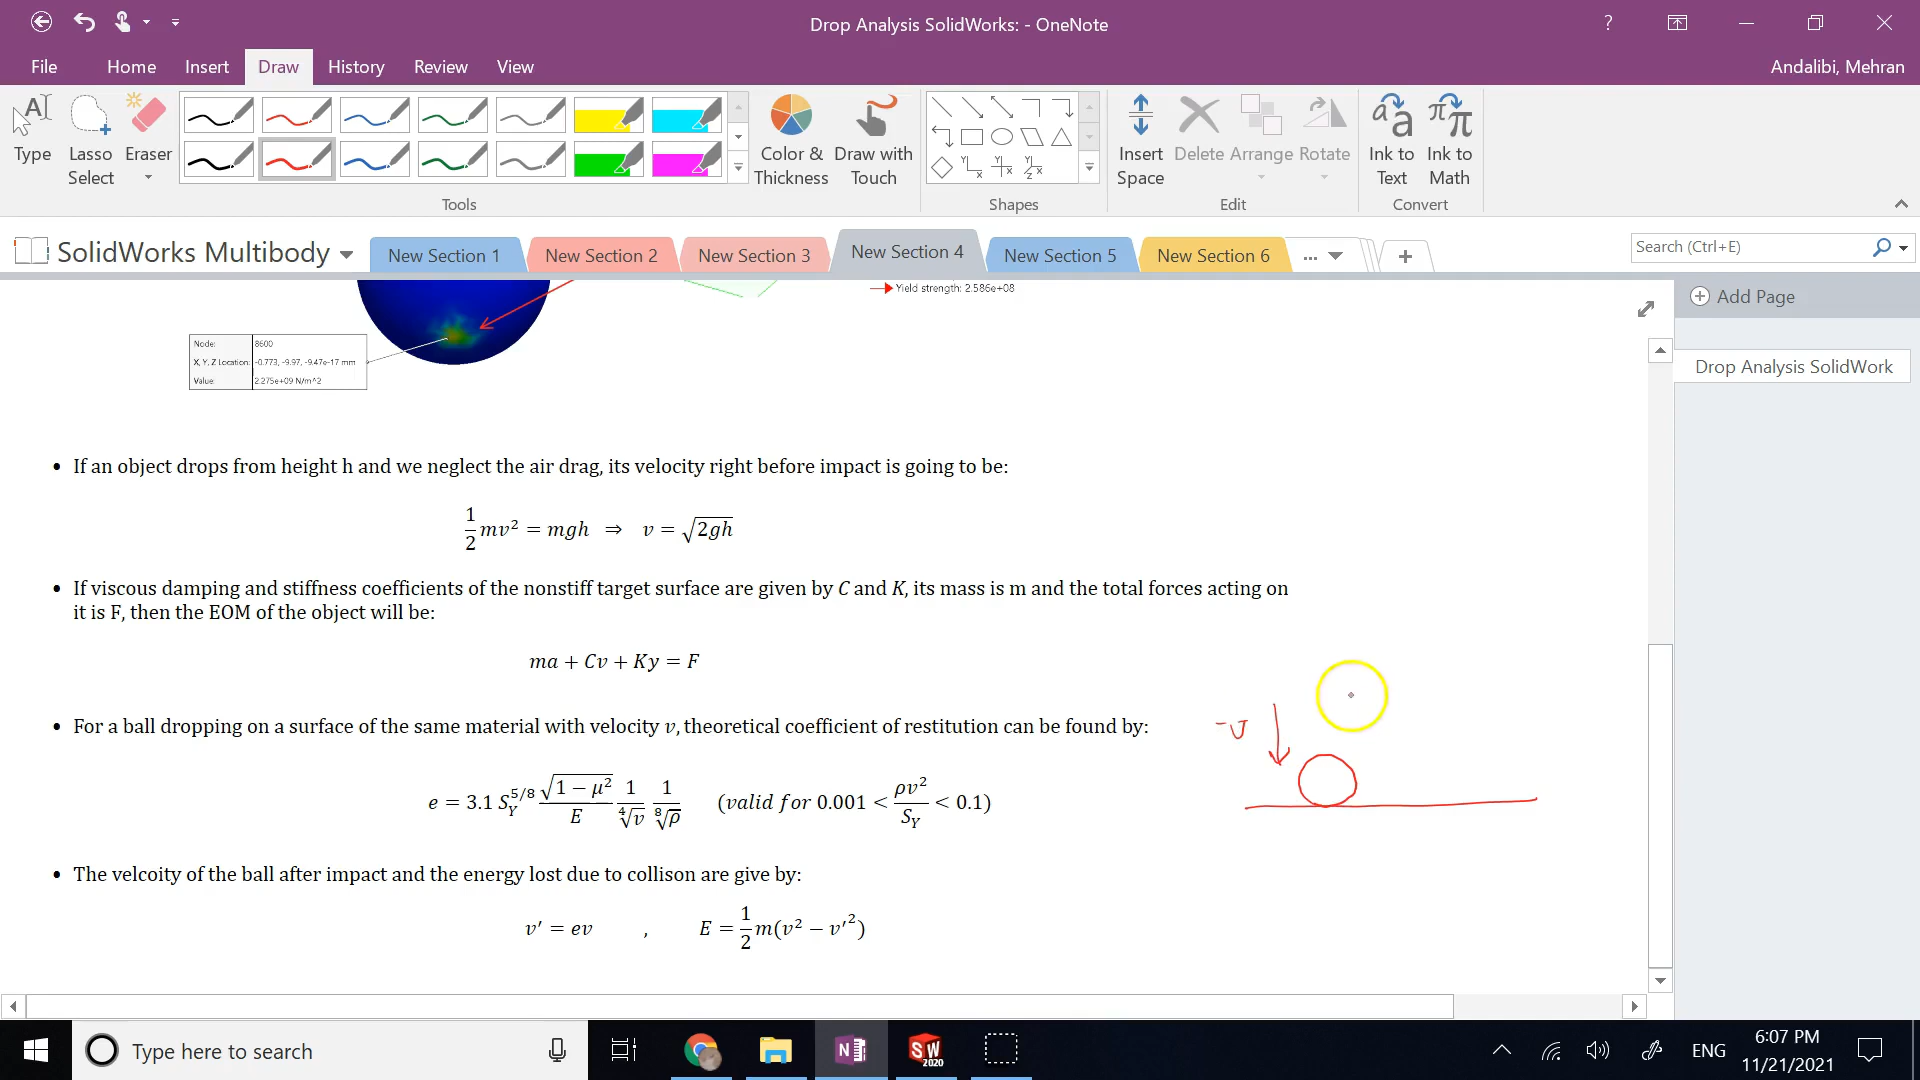 Drop Analysis SolidWorks: - OneNote
?
File Home Insert Draw History Review View
Andalibi, Mehran
Type
Lasso Select
Eraser
Color & Thickness
Draw with Touch
Insert Space
Delete
Arrange
Rotate
Ink to Text
Ink to Math
Tools
Shapes
Edit
Convert
SolidWorks Multibody
New Section 1
New Section 2
New Section 3
New Section 4
New Section 5
New Section 6
...
+
Search (Ctrl+E)
Add Page
Drop Analysis SolidWork
Yield strength: 2.586e+08
Node: 8600
X, Y, Z Location: -0.773, -9.97, -9.47e-17 mm
Value: 2.275e+09 N/m^2
• If an object drops from height h and we neglect the air drag, its velocity right before impact is going to be:
1/2 mv² = mgh ⇒ v = √(2gh)
• If viscous damping and stiffness coefficients of the nonstiff target surface are given by C and K, its mass is m and the total forces acting on
it is F, then the EOM of the object will be:
ma + Cv + Ky = F
• For a ball dropping on a surface of the same material with velocity v, theoretical coefficient of restitution can be found by:
-v
e = 3.1 S_Y^(5/8) √(1 − μ²)/E 1/∜v 1/⁸√ρ (valid for 0.001 < ρv²/S_Y < 0.1)
• The velcoity of the ball after impact and the energy lost due to collison are give by:
v′ = ev , E = 1/2 m(v² − v′²)
Type here to search
N
SW
2020
ENG
6:07 PM
11/21/2021